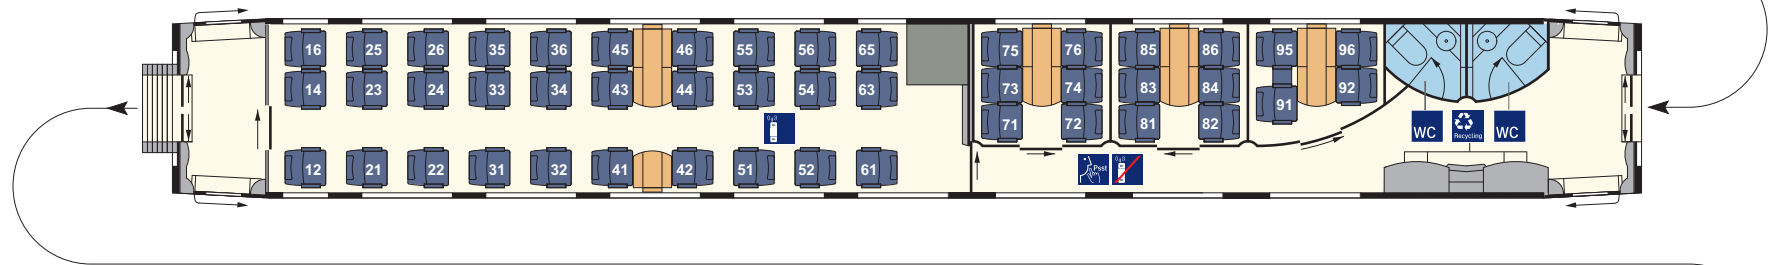 16 25 26 35 36 45 46 55 56 65 75 76 85 86 95 96
14 23 24 33 34 43 44 53 54 63 73 74 83 84 91 92
71 72 81 82
WC Recycling WC
12 21 22 31 32 41 42 51 52 61 Psst